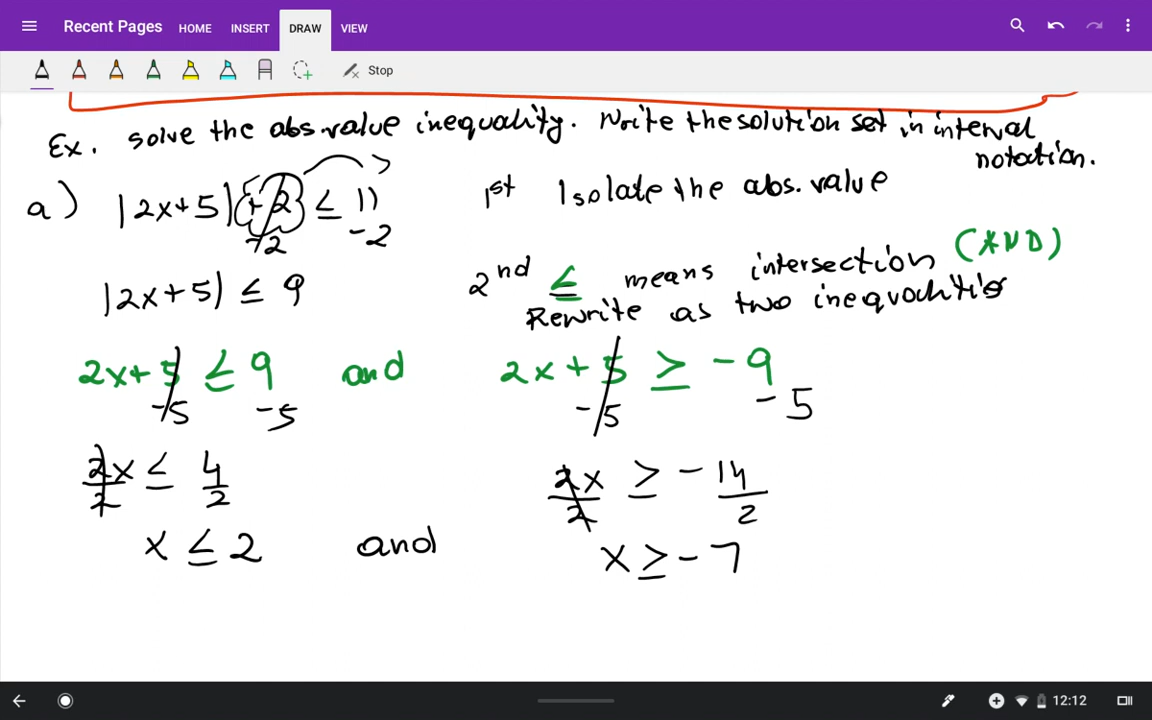 Recent Pages HOME INSERT DRAW VIEW
Stop
Ex. solve the abs. value inequality. Write the solution set in interval
notation.
a) |2x+5| + 2 ≤ 11 1st Isolate the abs. value
-2 -2
|2x+5| ≤ 9 2nd ≤ means intersection (AND)
Rewrite as two inequalities
2x+5 ≤ 9 and 2x+5 ≥ -9
-5 -5 -5 -5
2x ≤ 4 2x ≥ -14
2 2 2 2
x ≤ 2 and x ≥ -7
12:12